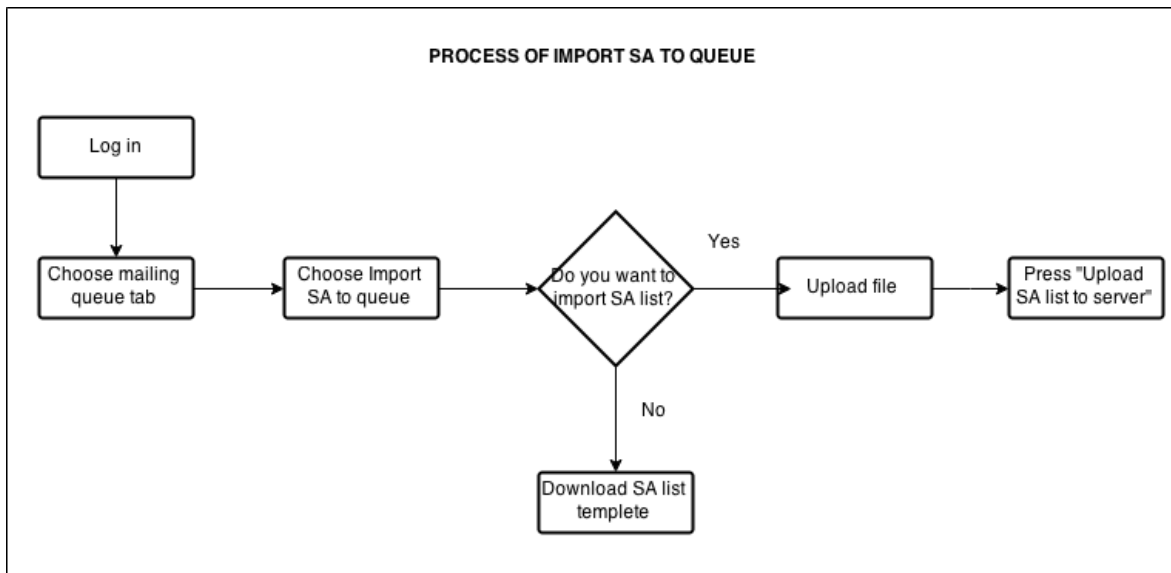 PROCESS OF IMPORT SA TO QUEUE
Log in
Choose mailing
queue tab
Choose Import
SA to queue
Do you want to
import SA list?
Yes
Upload file
Press "Upload
SA list to server"
No
Download SA list
templete